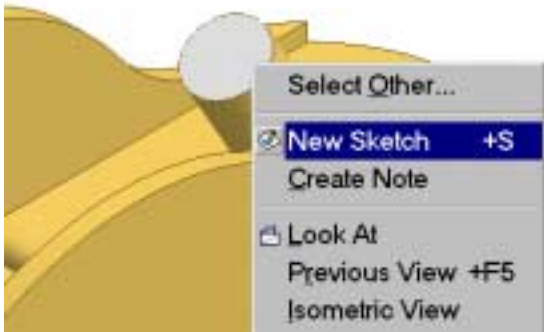 Select Other...
New Sketch +S
Create Note
Look At
Previous View +F5
Isometric View